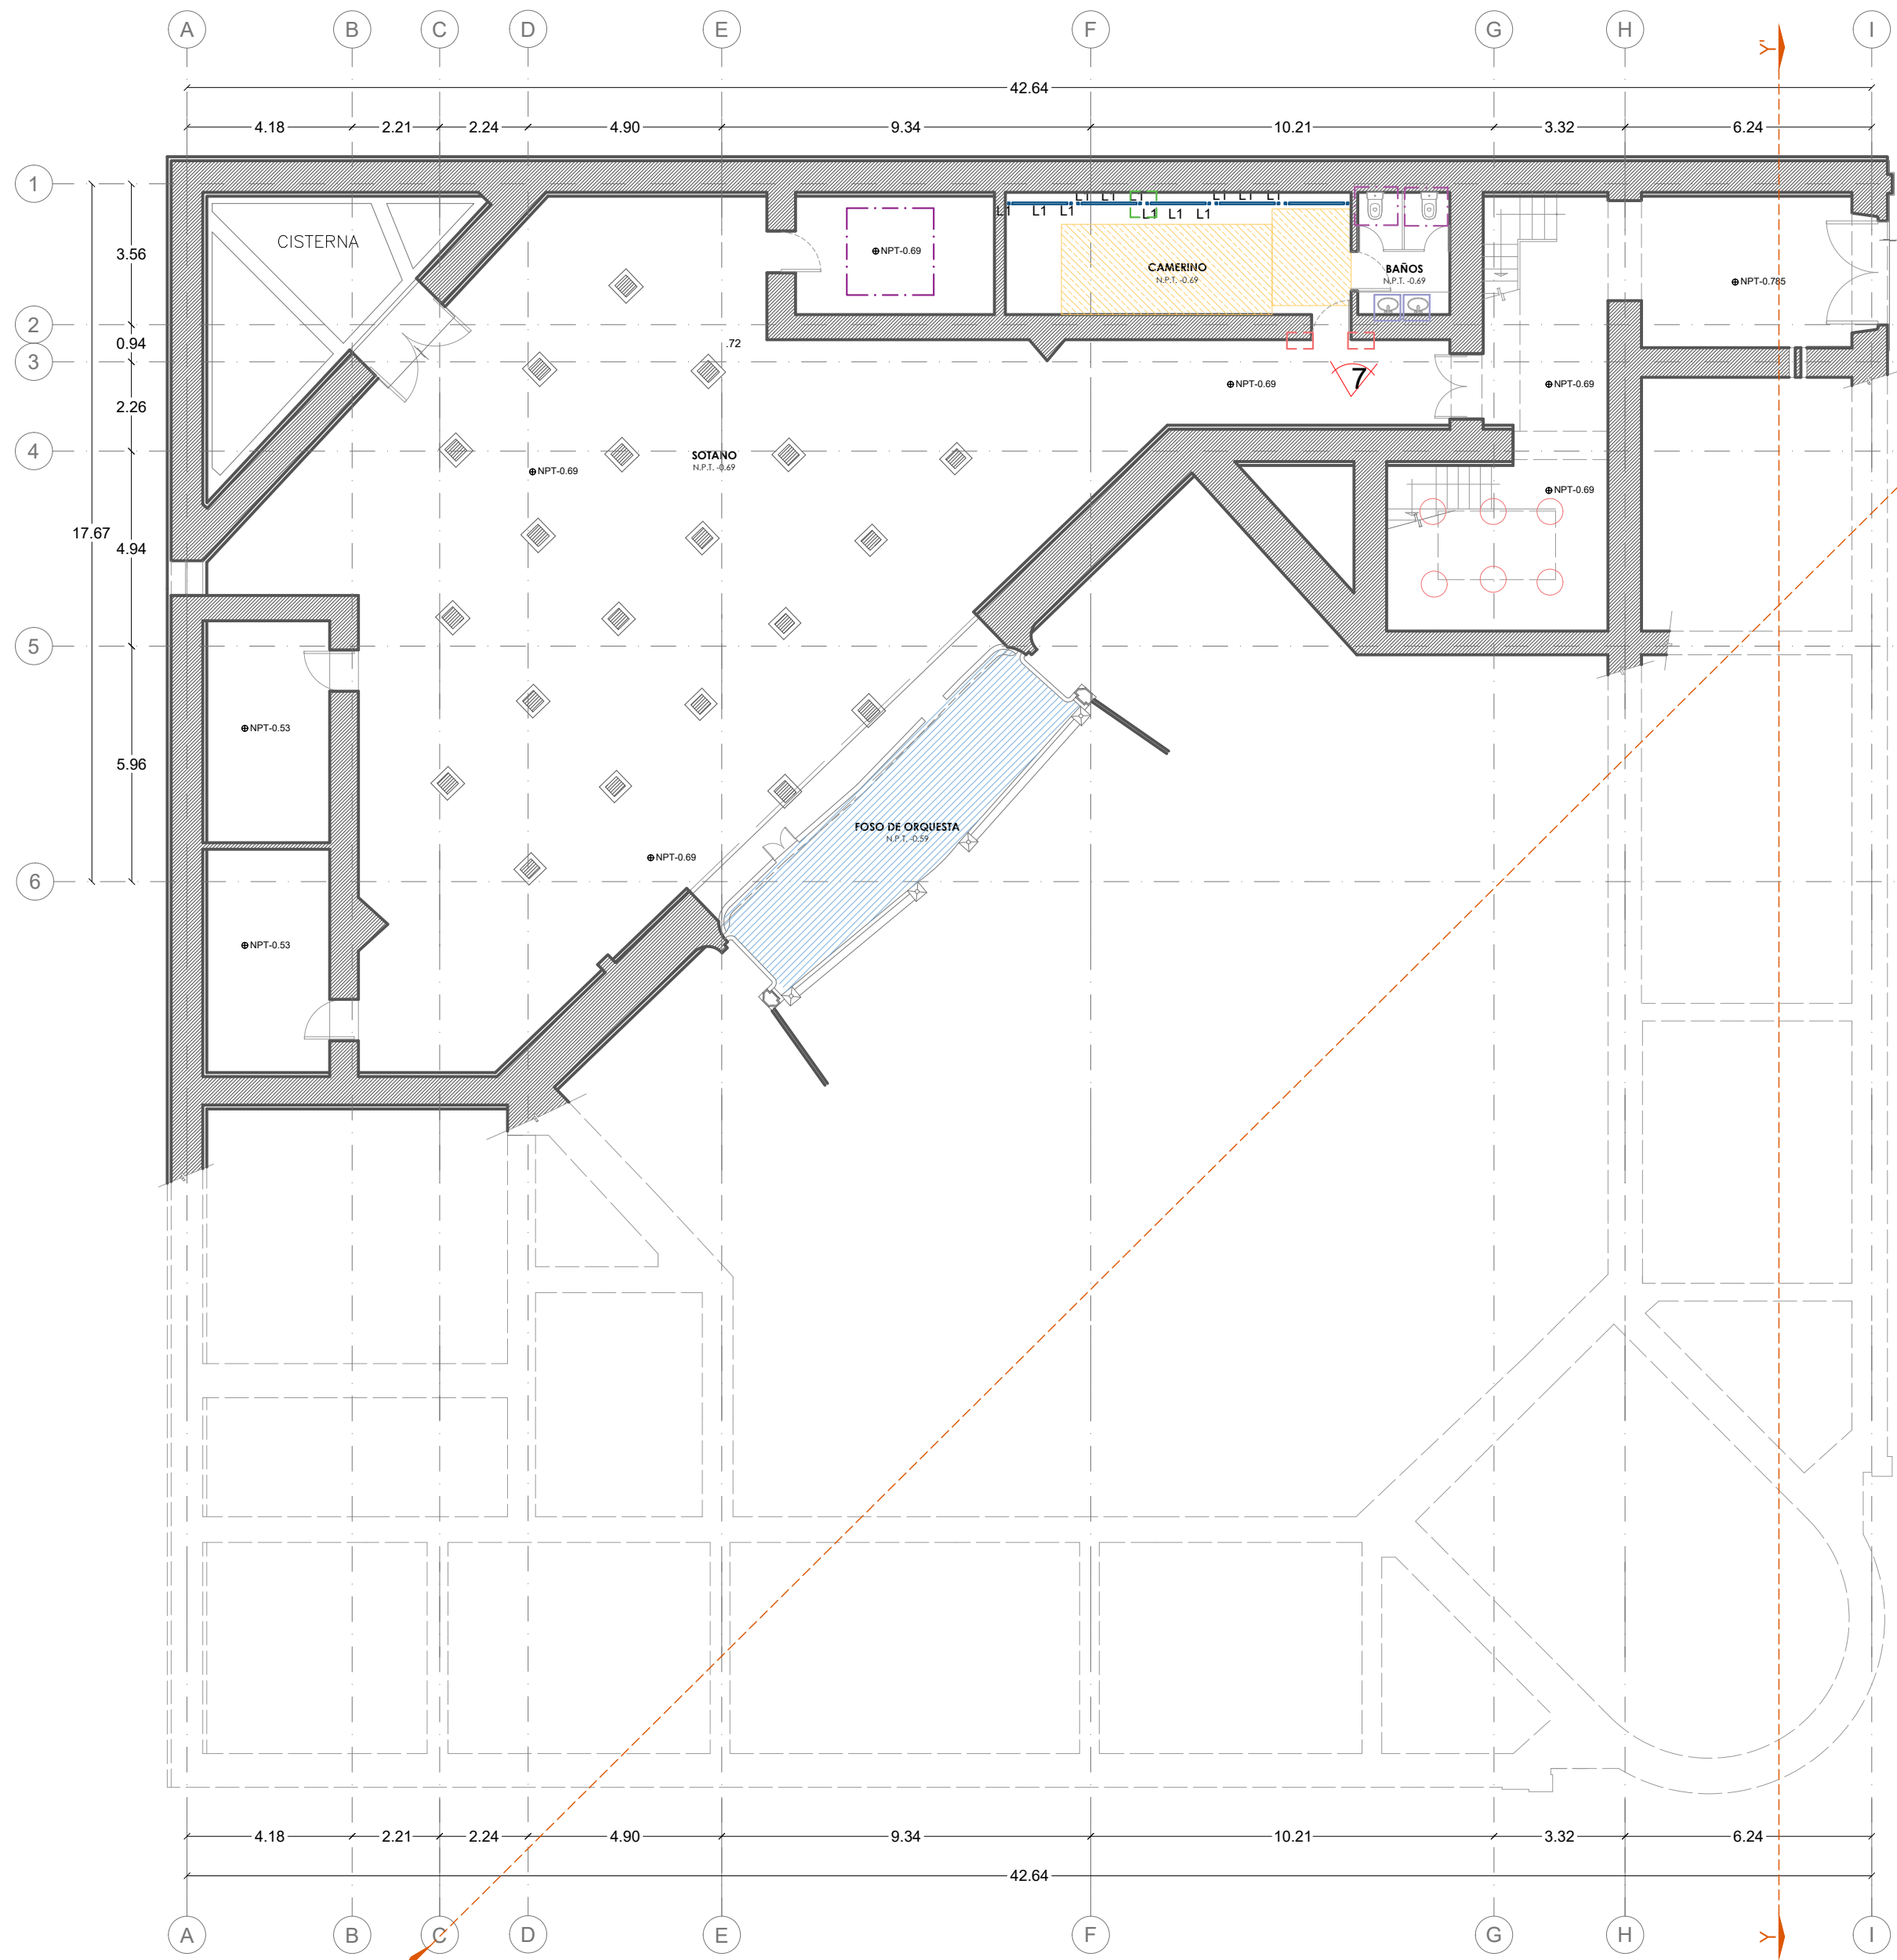 A B C D E F G H I
Y'
42.64
4.18 2.21 2.24 4.90 9.34 10.21 3.32 6.24
1
L1 L1 L1 L1 L1 L1
L1 L1 L1 L1 L1 L1
CISTERNA
3.56
NPT-0.69
CAMERINO
N.P.T. -0.69
BAÑOS
N.P.T. -0.69
NPT-0.785
2
0.94
.72
3
7
NPT-0.69
NPT-0.69
2.26
4
SOTANO
N.P.T. -0.69
NPT-0.69
NPT-0.69
17.67
4.94
5
NPT-0.53
5.96
FOSO DE ORQUESTA
N.P.T. -0.59
NPT-0.69
6
NPT-0.53
4.18 2.21 2.24 4.90 9.34 10.21 3.32 6.24
42.64
A B C D E F G H I
Y